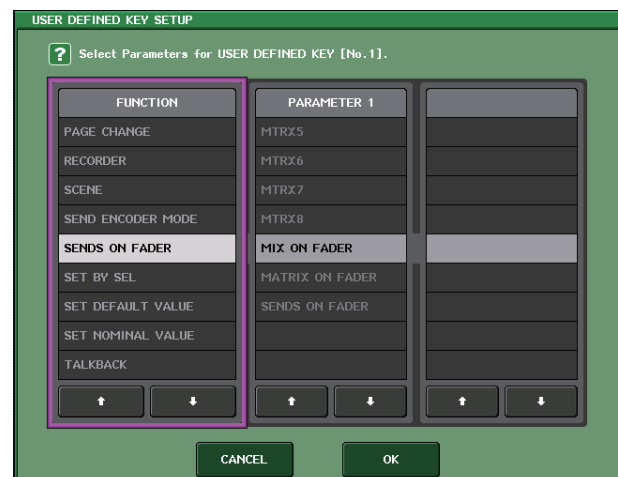 USER DEFINED KEY SETUP
? Select Parameters for USER DEFINED KEY [No.1].
FUNCTION
PAGE CHANGE
RECORDER
SCENE
SEND ENCODER MODE
SENDS ON FADER
SET BY SEL
SET DEFAULT VALUE
SET NOMINAL VALUE
TALKBACK
PARAMETER 1
MTRX5
MTRX6
MTRX7
MTRX8
MIX ON FADER
MATRIX ON FADER
SENDS ON FADER
CANCEL
OK